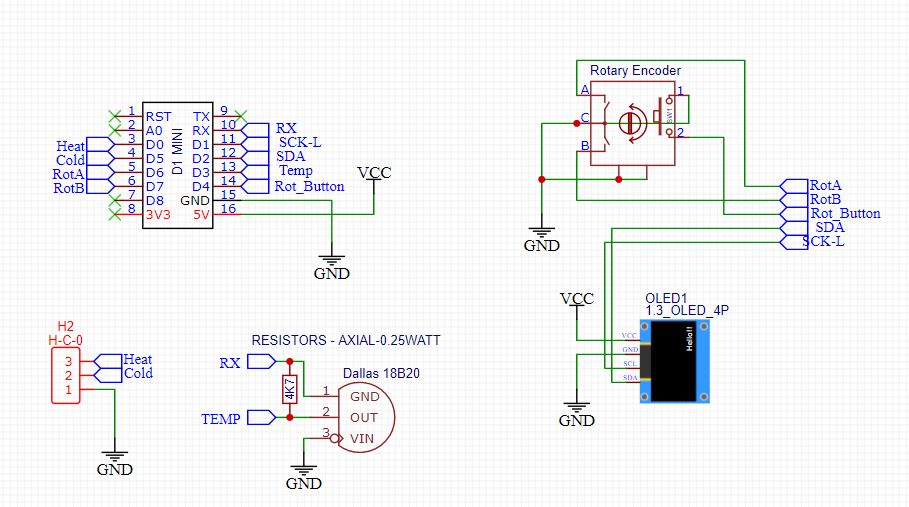 Rotary Encoder
A
C
B
1
2
SW1
RotA
RotB
Rot_Button
SDA
SCK-L
GND
D1 MINI
1 RST
2 A0
3 D0
4 D5
5 D6
6 D7
7 D8
8 3V3
TX 9
RX 10
D1 11
D2 12
D3 13
D4 14
GND 15
5V 16
Heat
Cold
RotA
RotB
RX
SCK-L
SDA
Temp
Rot_Button
VCC
GND
VCC
OLED1
1.3_OLED_4P
VCC
GND
SCL
SDA
Hello!!
GND
H2
H-C-0
3
2
1
Heat
Cold
GND
RESISTORS - AXIAL-0.25WATT
RX
4K7
TEMP
Dallas 18B20
1 GND
2 OUT
3 VIN
GND